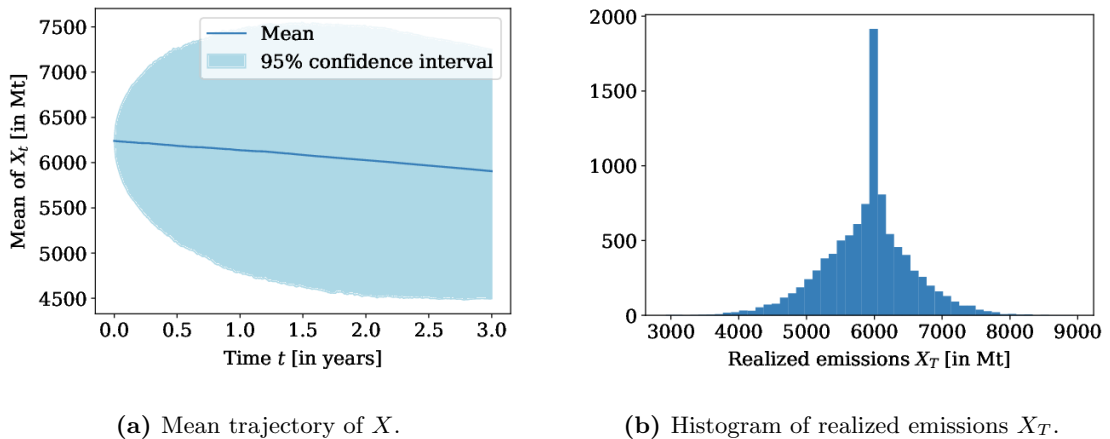 7500
7000
6500
6000
5500
5000
4500
Mean of X_t [in Mt]
Mean
95% confidence interval
0.0 0.5 1.0 1.5 2.0 2.5 3.0
Time t [in years]
(a) Mean trajectory of X.
2000
1500
1000
500
0
3000 4000 5000 6000 7000 8000 9000
Realized emissions X_T [in Mt]
(b) Histogram of realized emissions X_T.